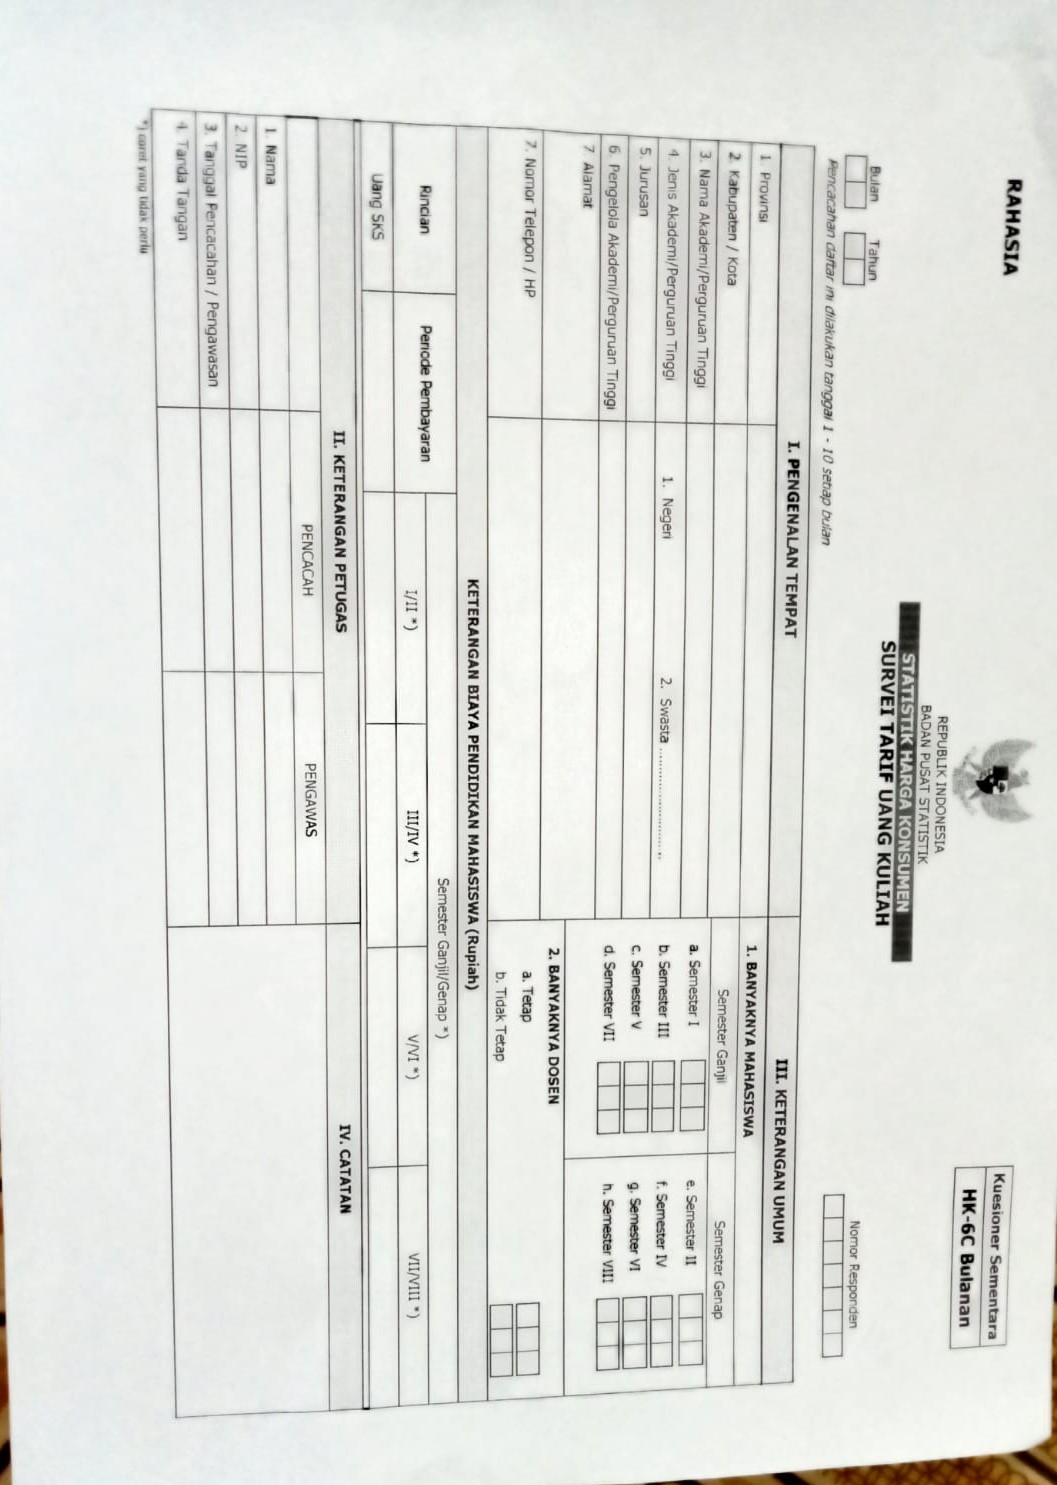 RAHASIA
REPUBLIK INDONESIA
BADAN PUSAT STATISTIK
STATISTIK HARGA KONSUMEN
SURVEI TARIF UANG KULIAH
Kuesioner Sementara
HK-6C Bulanan
Bulan Tahun
Nomor Responden
Pencacahan daftar ini dilakukan tanggal 1 - 10 setiap bulan
I. PENGENALAN TEMPAT
1. Provinsi
2. Kabupaten / Kota
3. Nama Akademi/Perguruan Tinggi
4. Jenis Akademi/Perguruan Tinggi 1. Negeri 2. Swasta ........................
5. Jurusan
6. Pengelola Akademi/Perguruan Tinggi
7 Alamat
7. Nomor Telepon / HP
III. KETERANGAN UMUM
1. BANYAKNYA MAHASISWA
Semester Ganjil Semester Genap
a. Semester I e. Semester II
b. Semester III f. Semester IV
c. Semester V g. Semester VI
d. Semester VII h. Semester VIII
2. BANYAKNYA DOSEN
a. Tetap
b. Tidak Tetap
KETERANGAN BIAYA PENDIDIKAN MAHASISWA (Rupiah)
Rincian Periode Pembayaran Semester Ganjil/Genap *)
I/II *) III/IV *) V/VI *) VII/VIII *)
Uang SKS
II. KETERANGAN PETUGAS
PENCACAH PENGAWAS
1. Nama
2. NIP
3. Tanggal Pencacahan / Pengawasan
4. Tanda Tangan
IV. CATATAN
*) coret yang tidak perlu